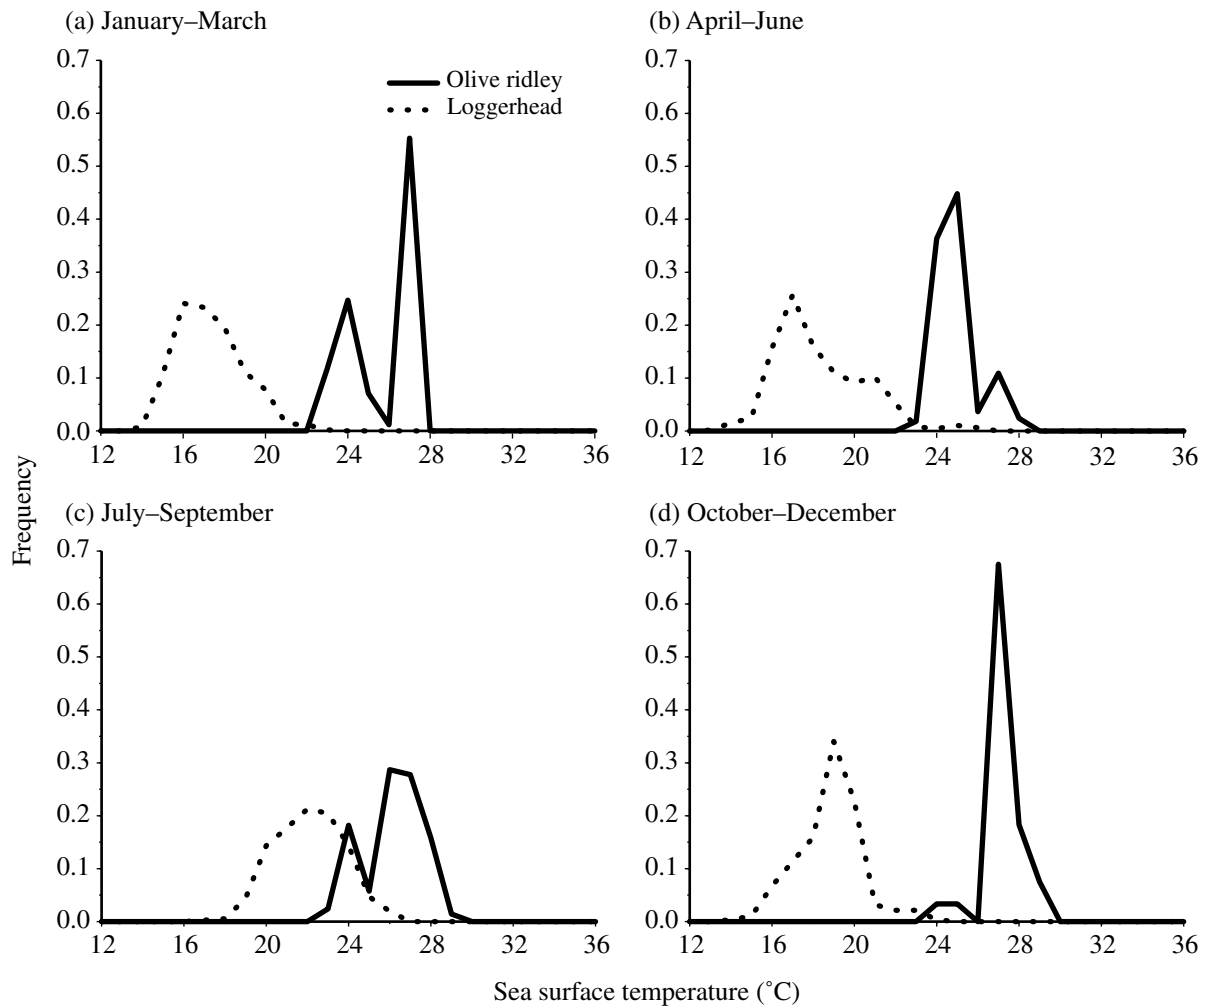 (a) January–March
0.7
0.6
0.5
0.4
0.3
0.2
0.1
0.0
12 16 20 24 28 32 36
Olive ridley
Loggerhead
(b) April–June
0.7
0.6
0.5
0.4
0.3
0.2
0.1
0.0
12 16 20 24 28 32 36
(c) July–September
0.7
0.6
0.5
0.4
0.3
0.2
0.1
0.0
12 16 20 24 28 32 36
(d) October–December
0.7
0.6
0.5
0.4
0.3
0.2
0.1
0.0
12 16 20 24 28 32 36
Frequency
Sea surface temperature (˚C)